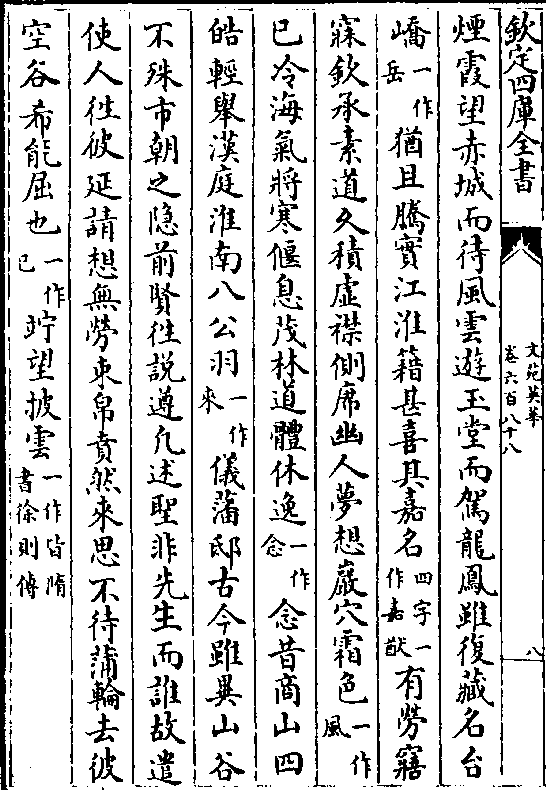 欽定四庫全書
文苑英華
卷六百八十八
八
煙霞望赤城而待風雲遊玉堂而駕龍鳳雖復藏名台
嶠一作岳猶且騰實江淮籍甚喜具嘉名四字一作嘉猷有勞寤
寐欽承素道久積虛襟側席幽人夢想巖穴霜色一作風
已冷海氣將寒偃息茂林道體休逸一作念念昔商山四
皓輕舉漢庭淮南八公羽一作來儀藩邸古今雖異山谷
不殊市朝之隐前賢徃説遵凡述聖非先生而誰故遣
使人徃彼延請想無勞束帛賁然來思不待蒲輪去彼
空谷希能屈也一作已竚望披雲一作皆隋書徐則傳